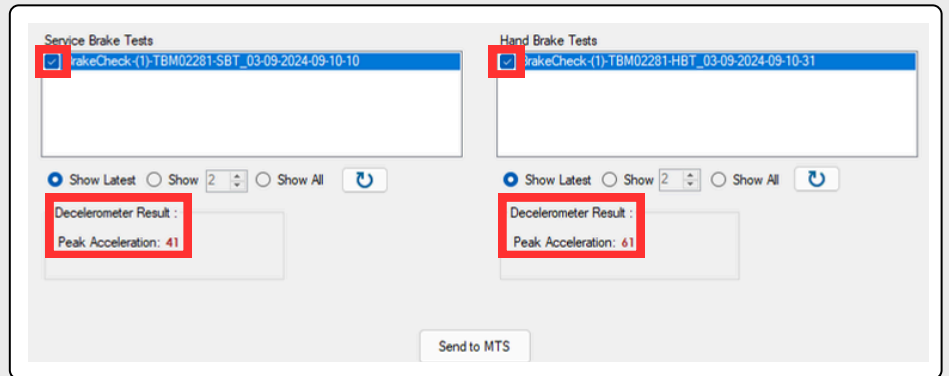 Service Brake Tests
BrakeCheck-(1)-TBM02281-SBT_03-09-2024-09-10-10
Show Latest Show 2 Show All
Decelerometer Result :
Peak Acceleration: 41
Hand Brake Tests
BrakeCheck-(1)-TBM02281-HBT_03-09-2024-09-10-31
Show Latest Show 2 Show All
Decelerometer Result :
Peak Acceleration: 61
Send to MTS